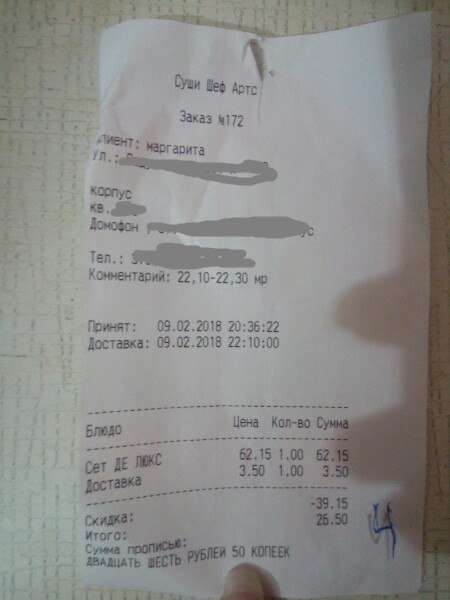 Суши Шеф Артс
Заказ №172
лиент: маргарита
Ул.:
корпус
кв.
Домофон
Тел.:
Комментарий: 22,10-22,30 мр
Принят: 09.02.2018 20:36:22
Доставка: 09.02.2018 22:10:00
Блюдо Цена Кол-во Сумма
Сет ДЕ ЛЮКС 62.15 1.00 62.15
Доставка 3.50 1.00 3.50
Скидка: -39.15
Итого: 26.50
Сумма прописью:
ДВАДЦАТЬ ШЕСТЬ РУБЛЕЙ 50 КОПЕЕК